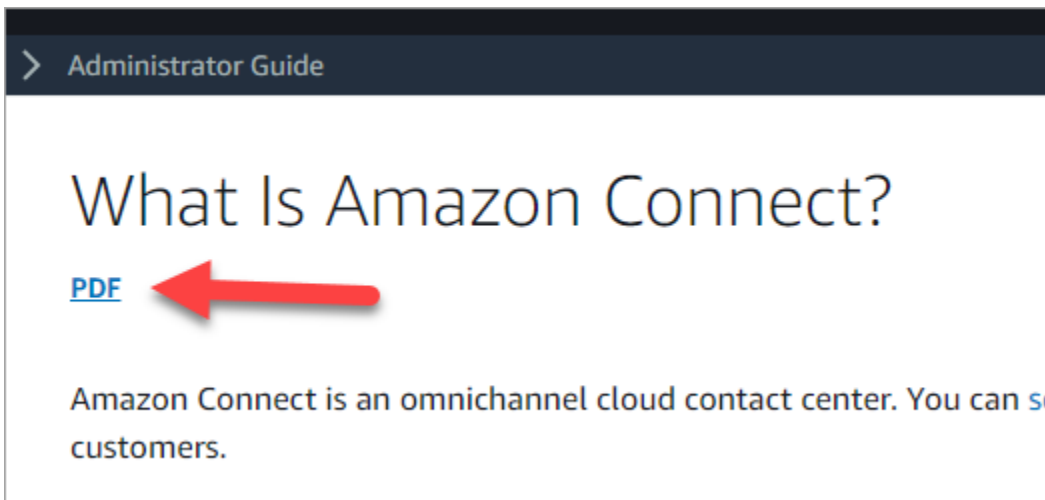 Administrator Guide
What Is Amazon Connect?
PDF
Amazon Connect is an omnichannel cloud contact center. You can
customers.